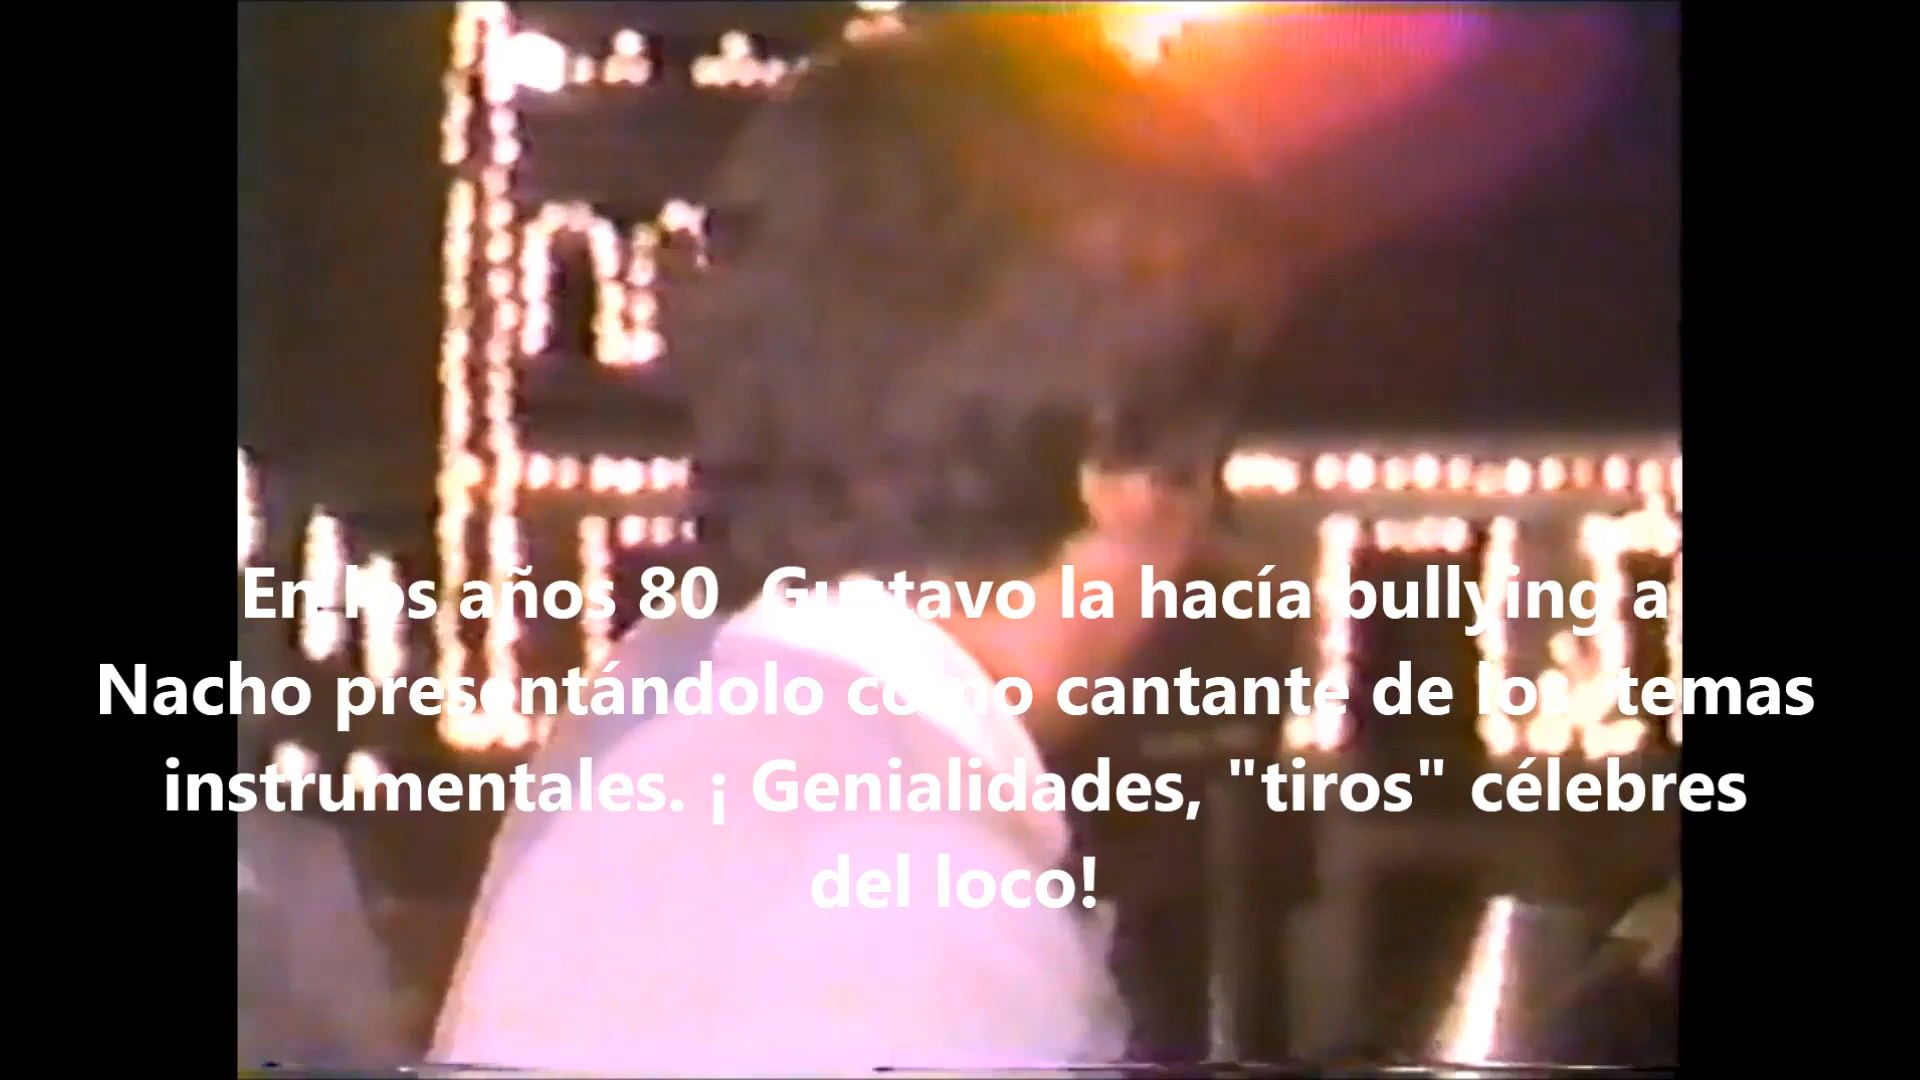 En los años 80  Gustavo la hacía bullying a
Nacho presentándolo como cantante de los  temas
instrumentales. ¡ Genialidades, "tiros" célebres
del loco!